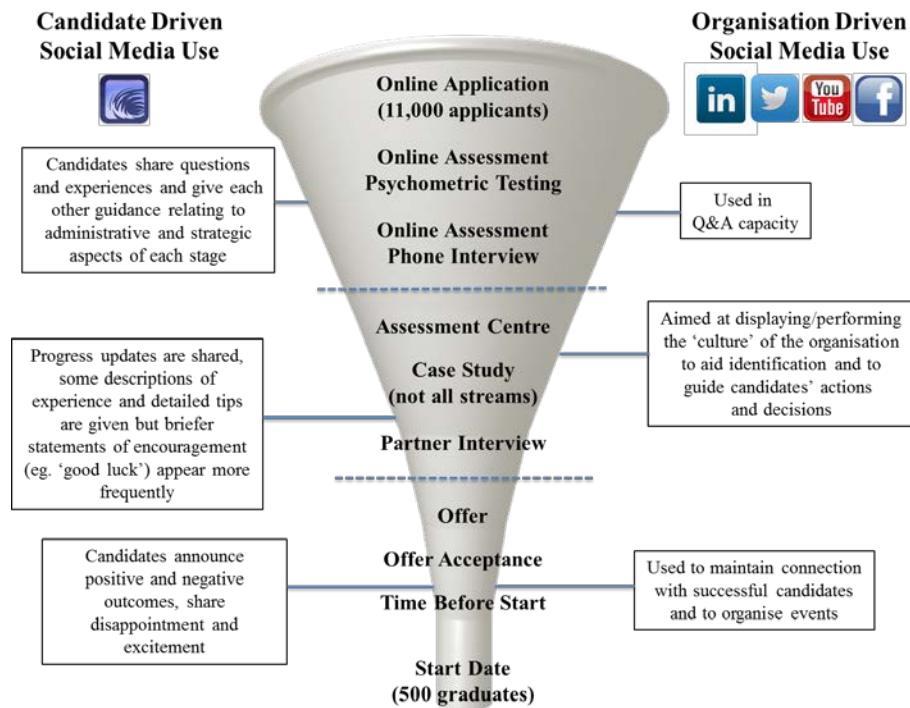 Candidate Driven
Social Media Use
Organisation Driven
Social Media Use
in
You
Tube
f
Online Application
(11,000 applicants)
Online Assessment
Psychometric Testing
Online Assessment
Phone Interview
Candidates share questions
and experiences and give each
other guidance relating to
administrative and strategic
aspects of each stage
Used in
Q&A capacity
Assessment Centre
Case Study
(not all streams)
Partner Interview
Progress updates are shared,
some descriptions of
experience and detailed tips
are given but briefer
statements of encouragement
(eg. ‘good luck’) appear more
frequently
Aimed at displaying/performing
the ‘culture’ of the organisation
to aid identification and to
guide candidates’ actions
and decisions
Offer
Offer Acceptance
Time Before Start
Candidates announce
positive and negative
outcomes, share
disappointment and
excitement
Used to maintain connection
with successful candidates
and to organise events
Start Date
(500 graduates)